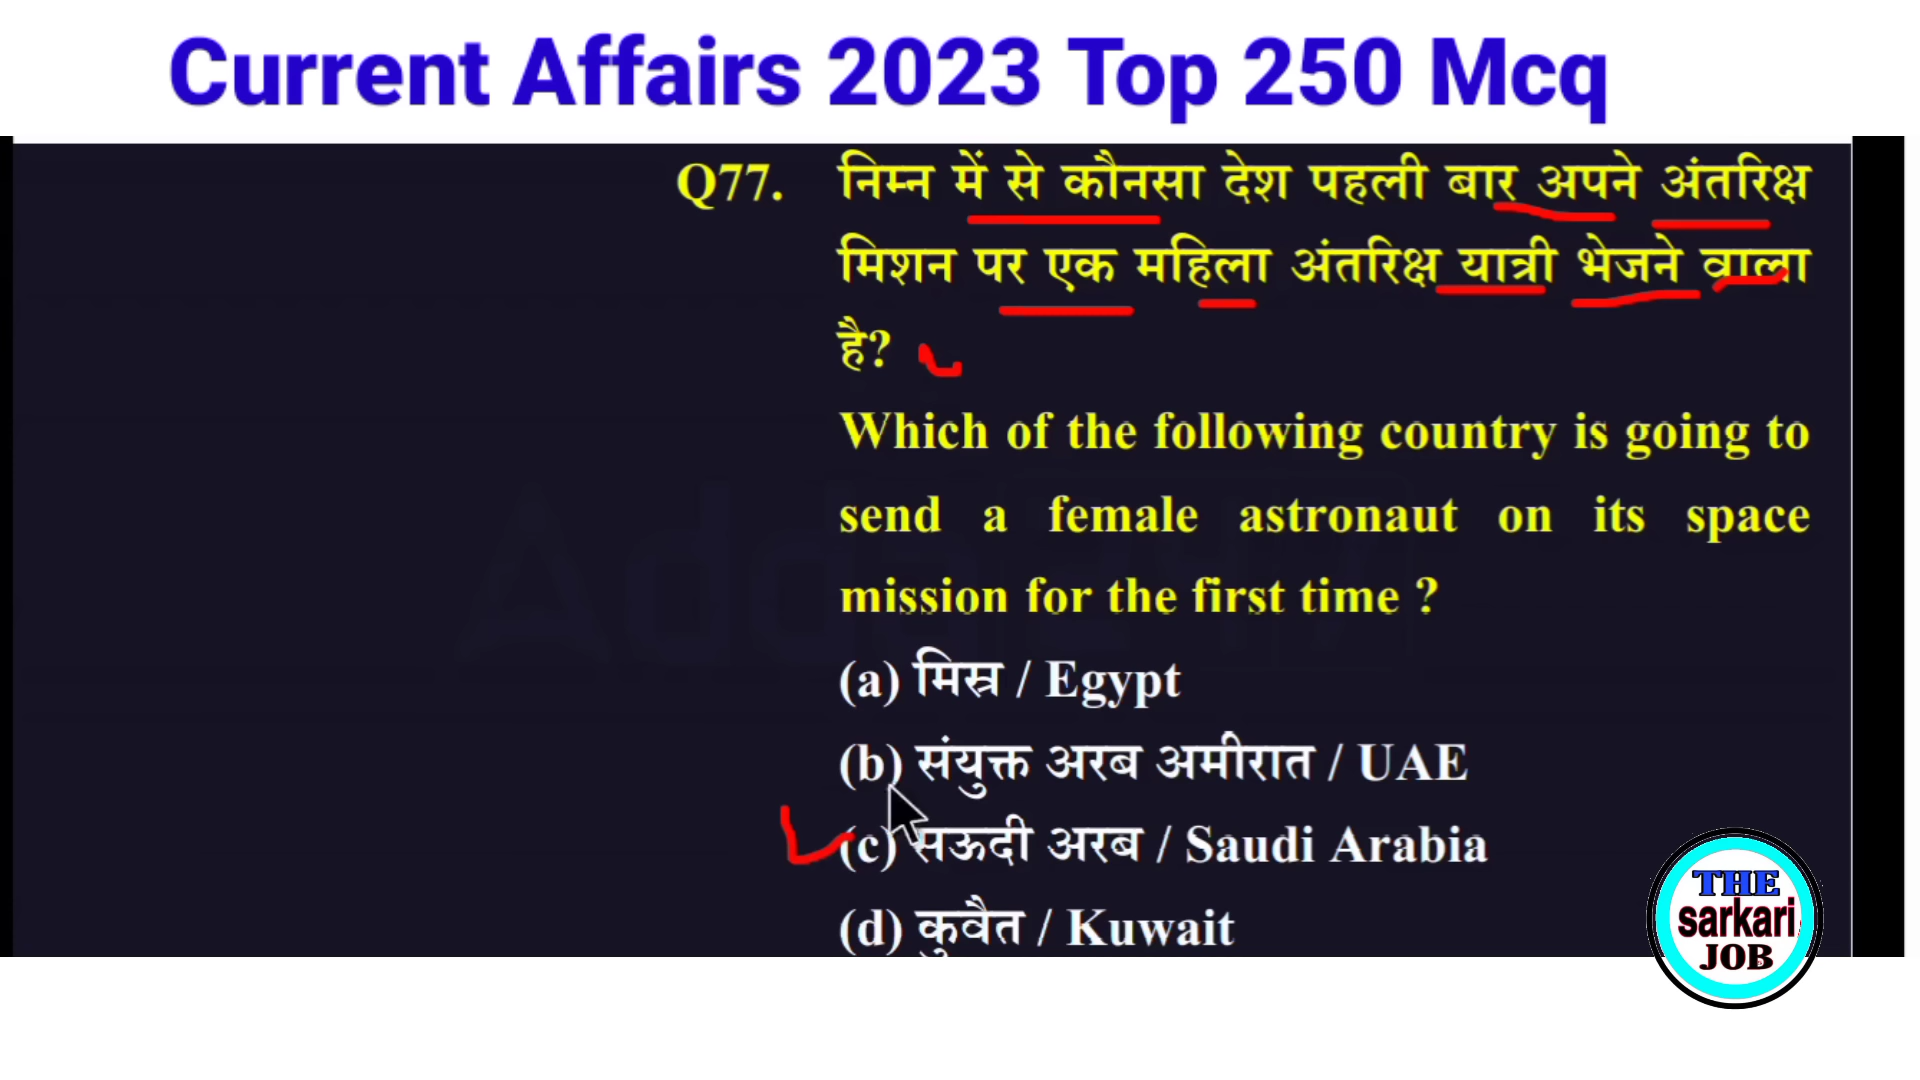 Current Affairs 2023 Top 250 Mcq
Q77. निम्न में से कौनसा देश पहली बार अपने अंतरिक्ष
मिशन पर एक महिला अंतरिक्ष यात्री भेजने वाला
है?
Which of the following country is going to
send a female astronaut on its space
mission for the first time ?
(a) मिस्र / Egypt
(b) संयुक्त अरब अमीरात / UAE
(c) सऊदी अरब / Saudi Arabia
(d) कुवैत / Kuwait
THE
sarkari
JOB